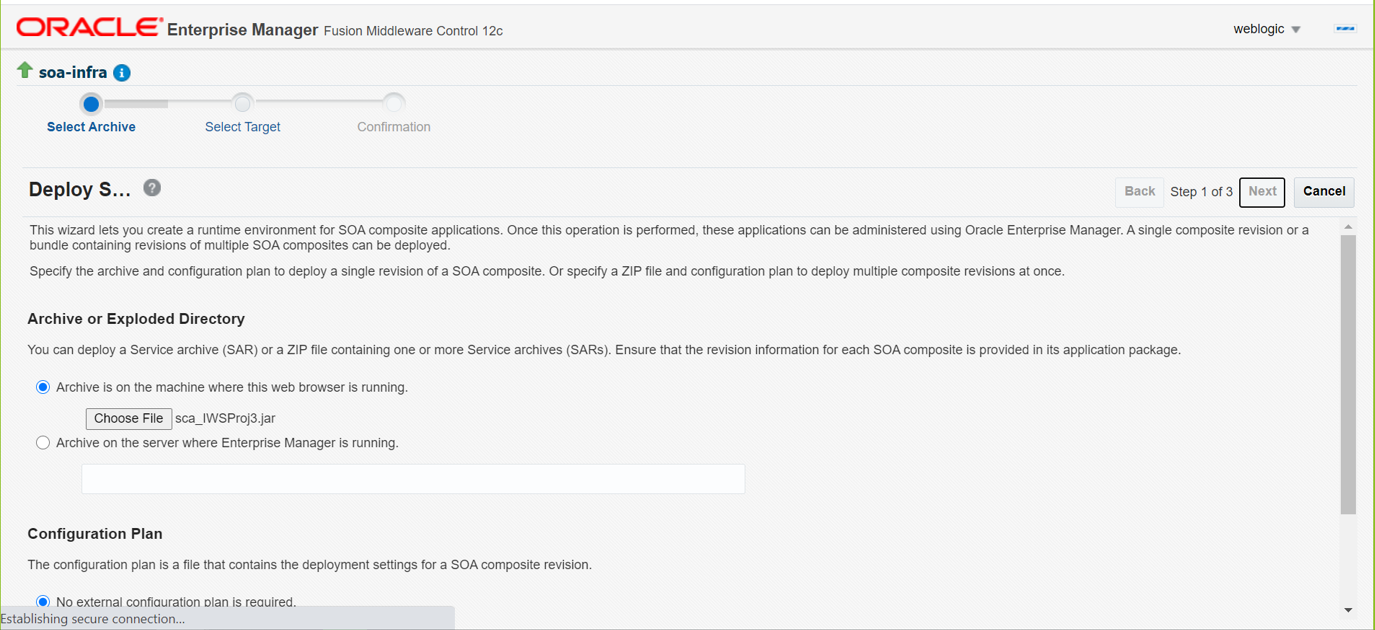 ORACLE Enterprise Manager Fusion Middleware Control 12c
weblogic
soa-infra
Select Archive
Select Target
Confirmation
Deploy S...
Back
Step 1 of 3
Next
Cancel
This wizard lets you create a runtime environment for SOA composite applications. Once this operation is performed, these applications can be administered using Oracle Enterprise Manager. A single composite revision or a
bundle containing revisions of multiple SOA composites can be deployed.
Specify the archive and configuration plan to deploy a single revision of a SOA composite. Or specify a ZIP file and configuration plan to deploy multiple composite revisions at once.
Archive or Exploded Directory
You can deploy a Service archive (SAR) or a ZIP file containing one or more Service archives (SARs). Ensure that the revision information for each SOA composite is provided in its application package.
Archive is on the machine where this web browser is running.
Choose File sca_IWSProj3.jar
Archive on the server where Enterprise Manager is running.
Configuration Plan
The configuration plan is a file that contains the deployment settings for a SOA composite revision.
No external configuration plan is required.
Establishing secure connection...